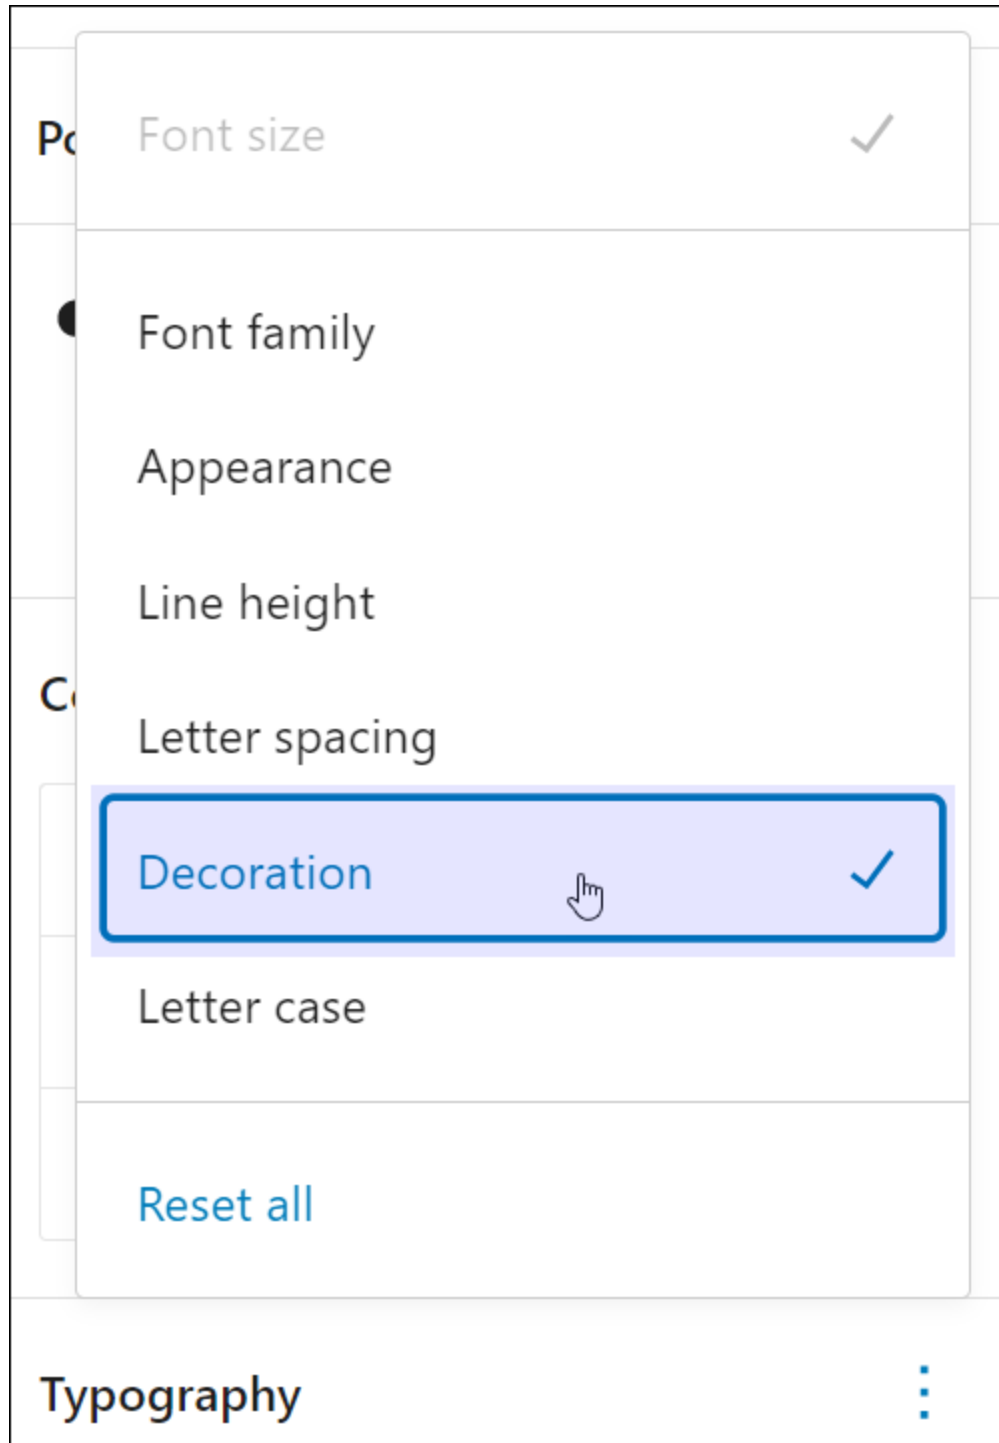 Font size
Font family
Appearance
Line height
Letter spacing
Decoration
Letter case
Reset all
Typography